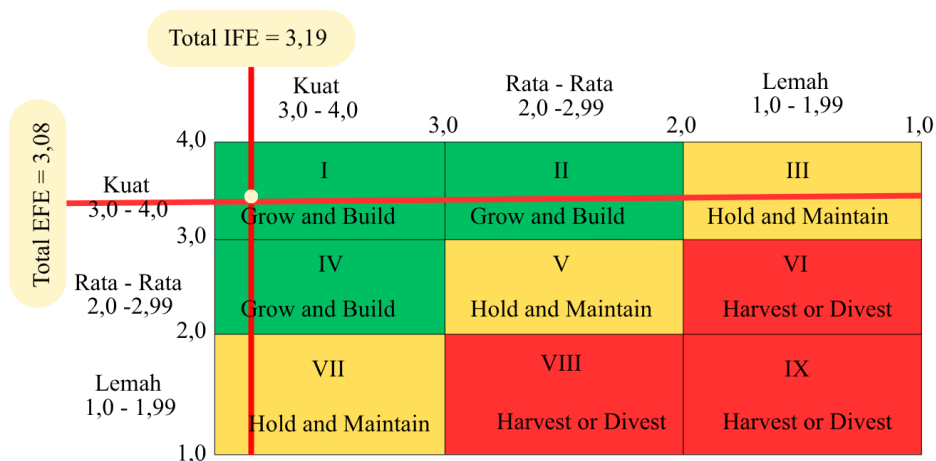 Total IFE = 3,19
Total EFE = 3,08
Kuat
3,0 - 4,0
Rata - Rata
2,0 -2,99
Lemah
1,0 - 1,99
4,0
3,0
2,0
1,0
Kuat
3,0 - 4,0
I
Grow and Build
II
Grow and Build
III
Hold and Maintain
3,0
Rata - Rata
2,0 -2,99
IV
Grow and Build
V
Hold and Maintain
VI
Harvest or Divest
2,0
Lemah
1,0 - 1,99
VII
Hold and Maintain
VIII
Harvest or Divest
IX
Harvest or Divest
1,0